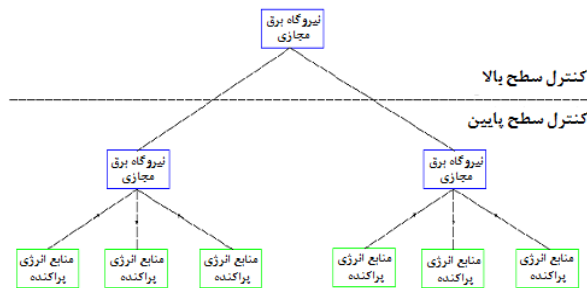 نیروگاه برق
مجازی
کنترل سطح بالا
کنترل سطح پایین
نیروگاه برق
مجازی
نیروگاه برق
مجازی
منابع انرژی
پراکنده
منابع انرژی
پراکنده
منابع انرژی
پراکنده
منابع انرژی
پراکنده
منابع انرژی
پراکنده
منابع انرژی
پراکنده